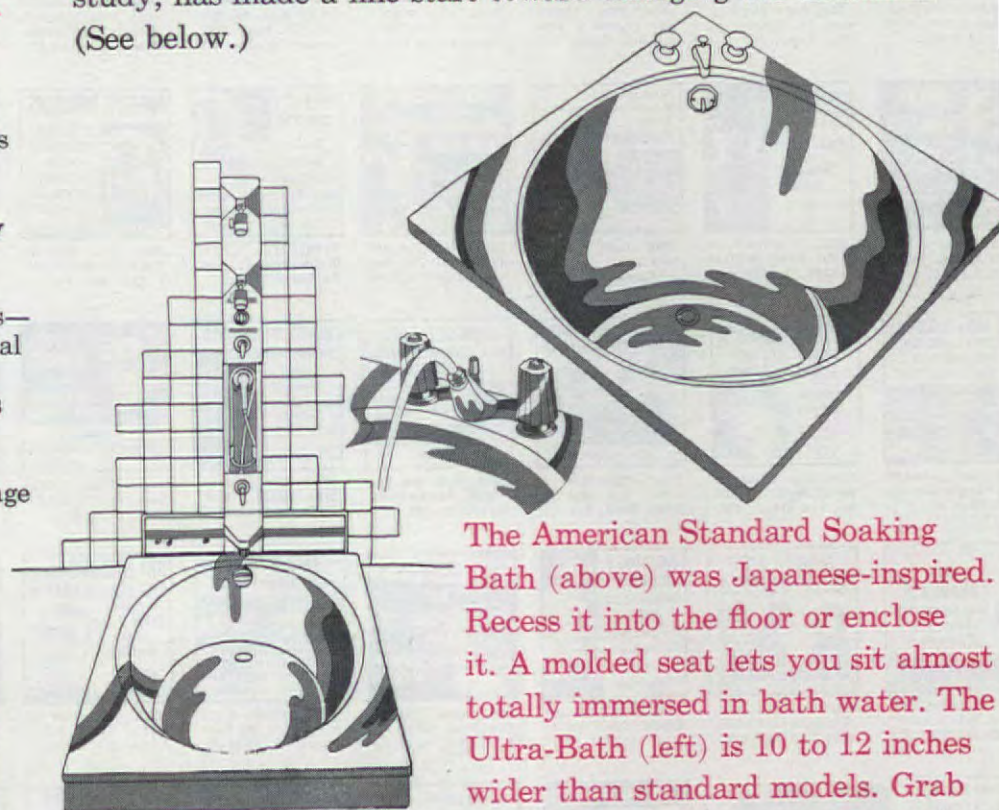 (See below.)
The American Standard Soaking
Bath (above) was Japanese-inspired.
Recess it into the floor or enclose
it. A molded seat lets you sit almost
totally immersed in bath water. The
Ultra-Bath (left) is 10 to 12 inches
wider than standard models. Grab